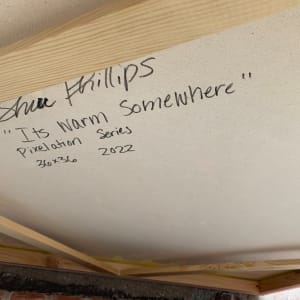 Phillips
"Its Warm Somewhere"
Pixelation Series
36x36 2022